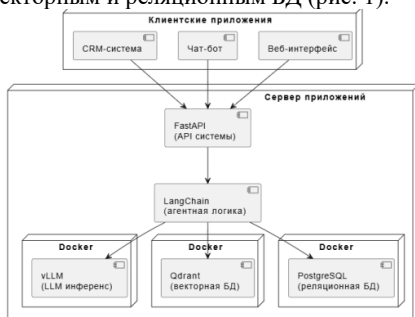 екторным и реляционным БД (рис. 1).
Клиентские приложения
CRM-система
Чат-бот
Веб-интерфейс
Сервер приложений
FastAPI
(API системы)
LangChain
(агентная логика)
Docker
Docker
Docker
vLLM
(LLM инференс)
Qdrant
(векторная БД)
PostgreSQL
(реляционная БД)